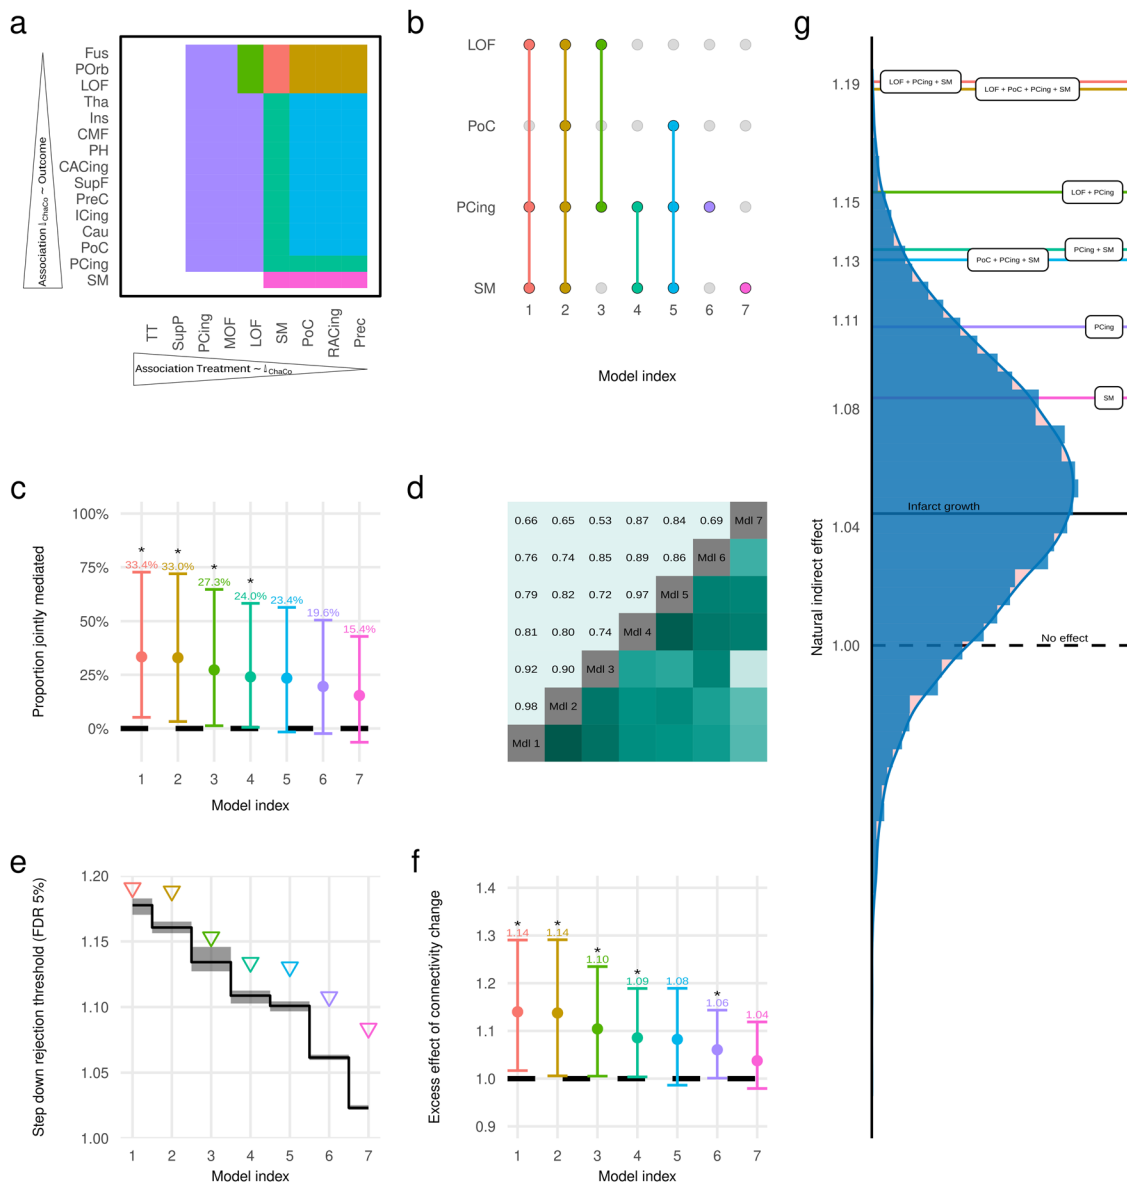 a
Fus
POrb
LOF
Tha
Ins
CMF
PH
CACing
SupF
PreC
ICing
Cau
PoC
PCing
SM
Association ↓ChaCo ~ Outcome
TT
SupP
PCing
MOF
LOF
SM
PoC
RACing
Prec
Association Treatment ~ ↓ChaCo
b
LOF
PoC
PCing
SM
1 2 3 4 5 6 7
Model index
c
Proportion jointly mediated
100%
75%
50%
25%
0%
* * * *
33.4% 33.0% 27.3% 24.0% 23.4% 19.6% 15.4%
1 2 3 4 5 6 7
Model index
d
0.66 0.65 0.53 0.87 0.84 0.69 Mdl 7
0.76 0.74 0.85 0.89 0.86 Mdl 6
0.79 0.82 0.72 0.97 Mdl 5
0.81 0.80 0.74 Mdl 4
0.92 0.90 Mdl 3
0.98 Mdl 2
Mdl 1
e
Step down rejection threshold (FDR 5%)
1.20
1.15
1.10
1.05
1.00
1 2 3 4 5 6 7
Model index
f
Excess effect of connectivity change
1.4
1.3
1.2
1.1
1.0
0.9
* * * * *
1.14 1.14 1.10 1.09 1.08 1.06 1.04
1 2 3 4 5 6 7
Model index
g
Natural indirect effect
1.19
1.15
1.13
1.11
1.08
1.04
1.00
LOF + PCing + SM
LOF + PoC + PCing + SM
LOF + PCing
PCing + SM
PoC + PCing + SM
PCing
SM
Infarct growth
No effect